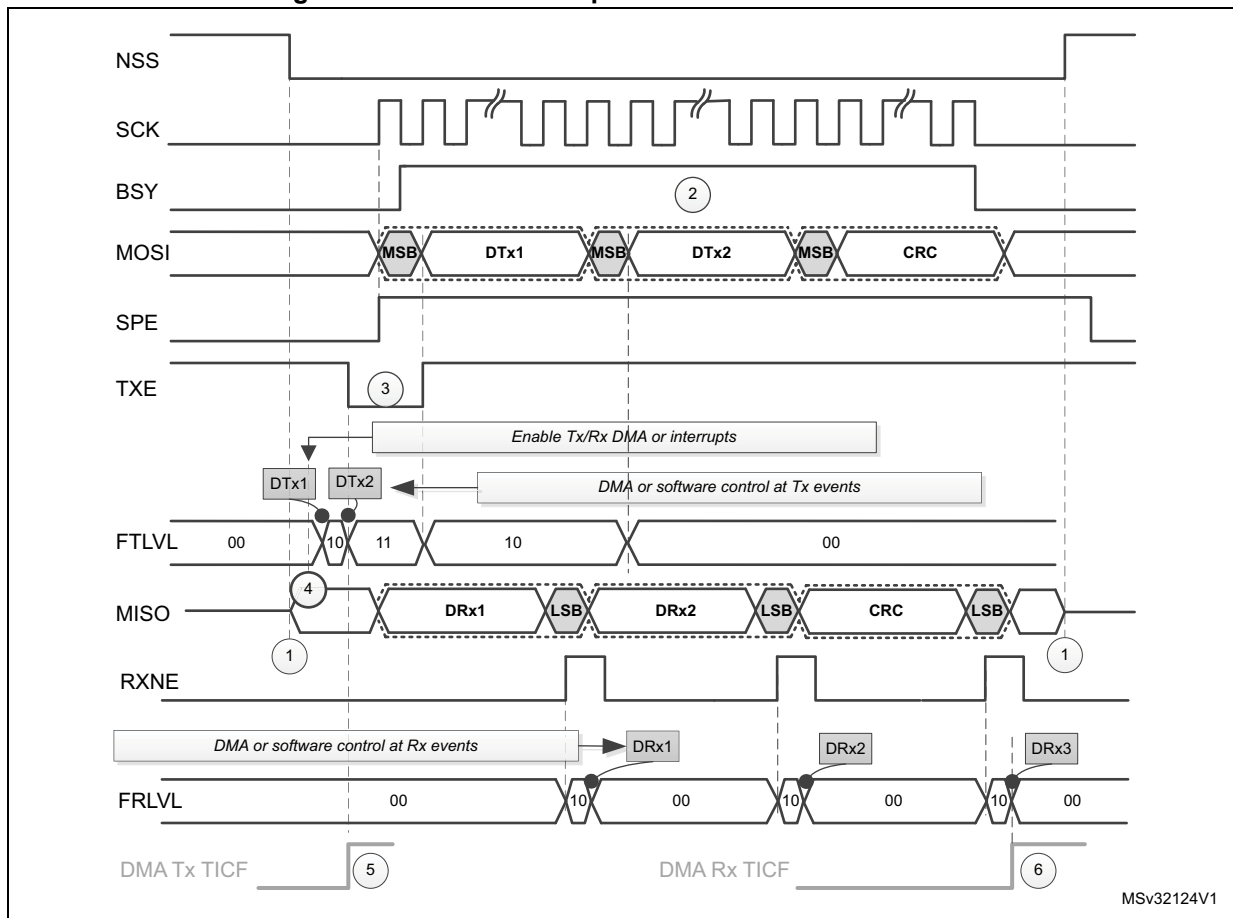 NSS
SCK
BSY
2
MOSI
MSB DTx1 MSB DTx2 MSB CRC
SPE
TXE
3
Enable Tx/Rx DMA or interrupts
DTx1 DTx2
DMA or software control at Tx events
FTLVL 00 10 11 10 00
4
MISO
DRx1 LSB DRx2 LSB CRC LSB
1 1
RXNE
DMA or software control at Rx events DRx1 DRx2 DRx3
FRLVL 00 10 00 10 00 10 00
DMA Tx TICF 5 DMA Rx TICF 6
MSv32124V1